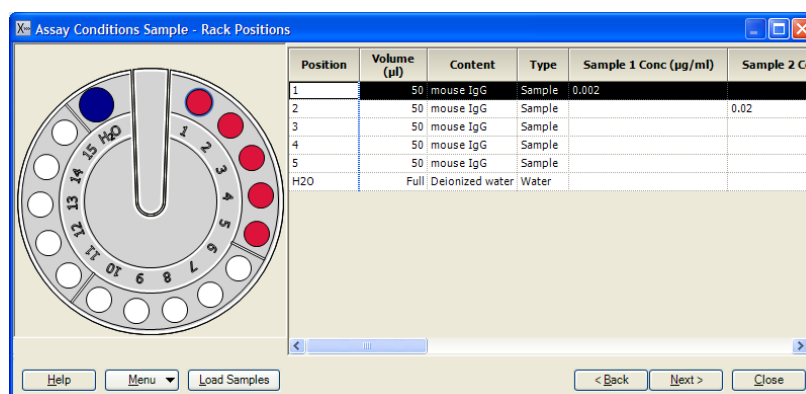 Assay Conditions Sample - Rack Positions
Position Volume (µl) Content Type Sample 1 Conc (µg/ml) Sample 2 C
1 50 mouse IgG Sample 0.002
2 50 mouse IgG Sample 0.02
3 50 mouse IgG Sample
4 50 mouse IgG Sample
5 50 mouse IgG Sample
H2O Full Deionized water Water
H₂O 1 2 3 4 5 6 7 8 9 10 11 12 13 14 15
Help Menu Load Samples < Back Next > Close